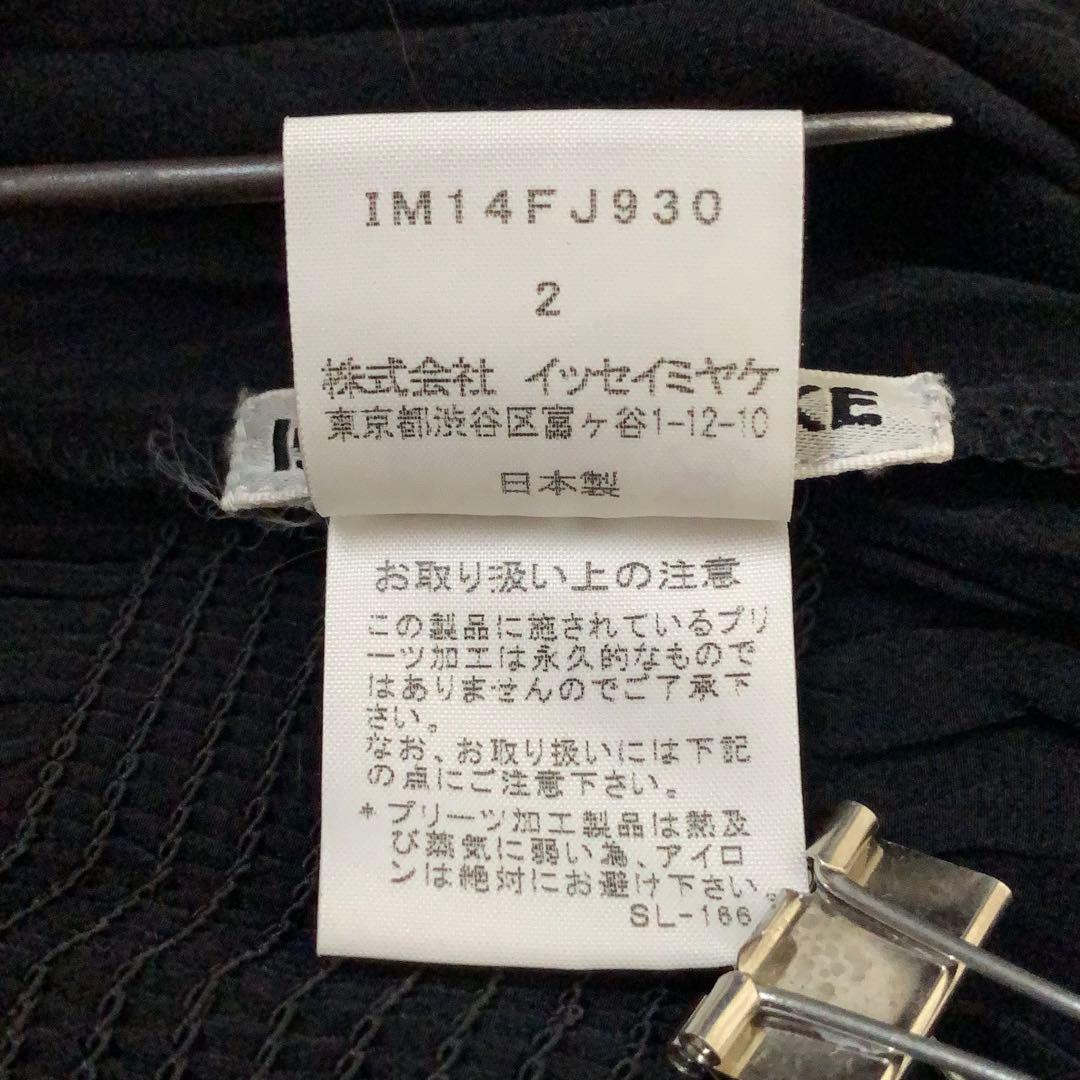 IM14FJ930
2
株式会社 イッセイミヤケ
東京都渋谷区富ヶ谷1-12-10
日本製
お取り扱い上の注意
この製品に施されているプリ
ーツ加工は永久的なもので
はありませんのでご了承下
さい。
なお、お取り扱いには下記
の点にご注意下さい。
*プリーツ加工製品は熱及
び蒸気に弱い為、アイロ
ンは絶対にお避け下さい。
SL-166